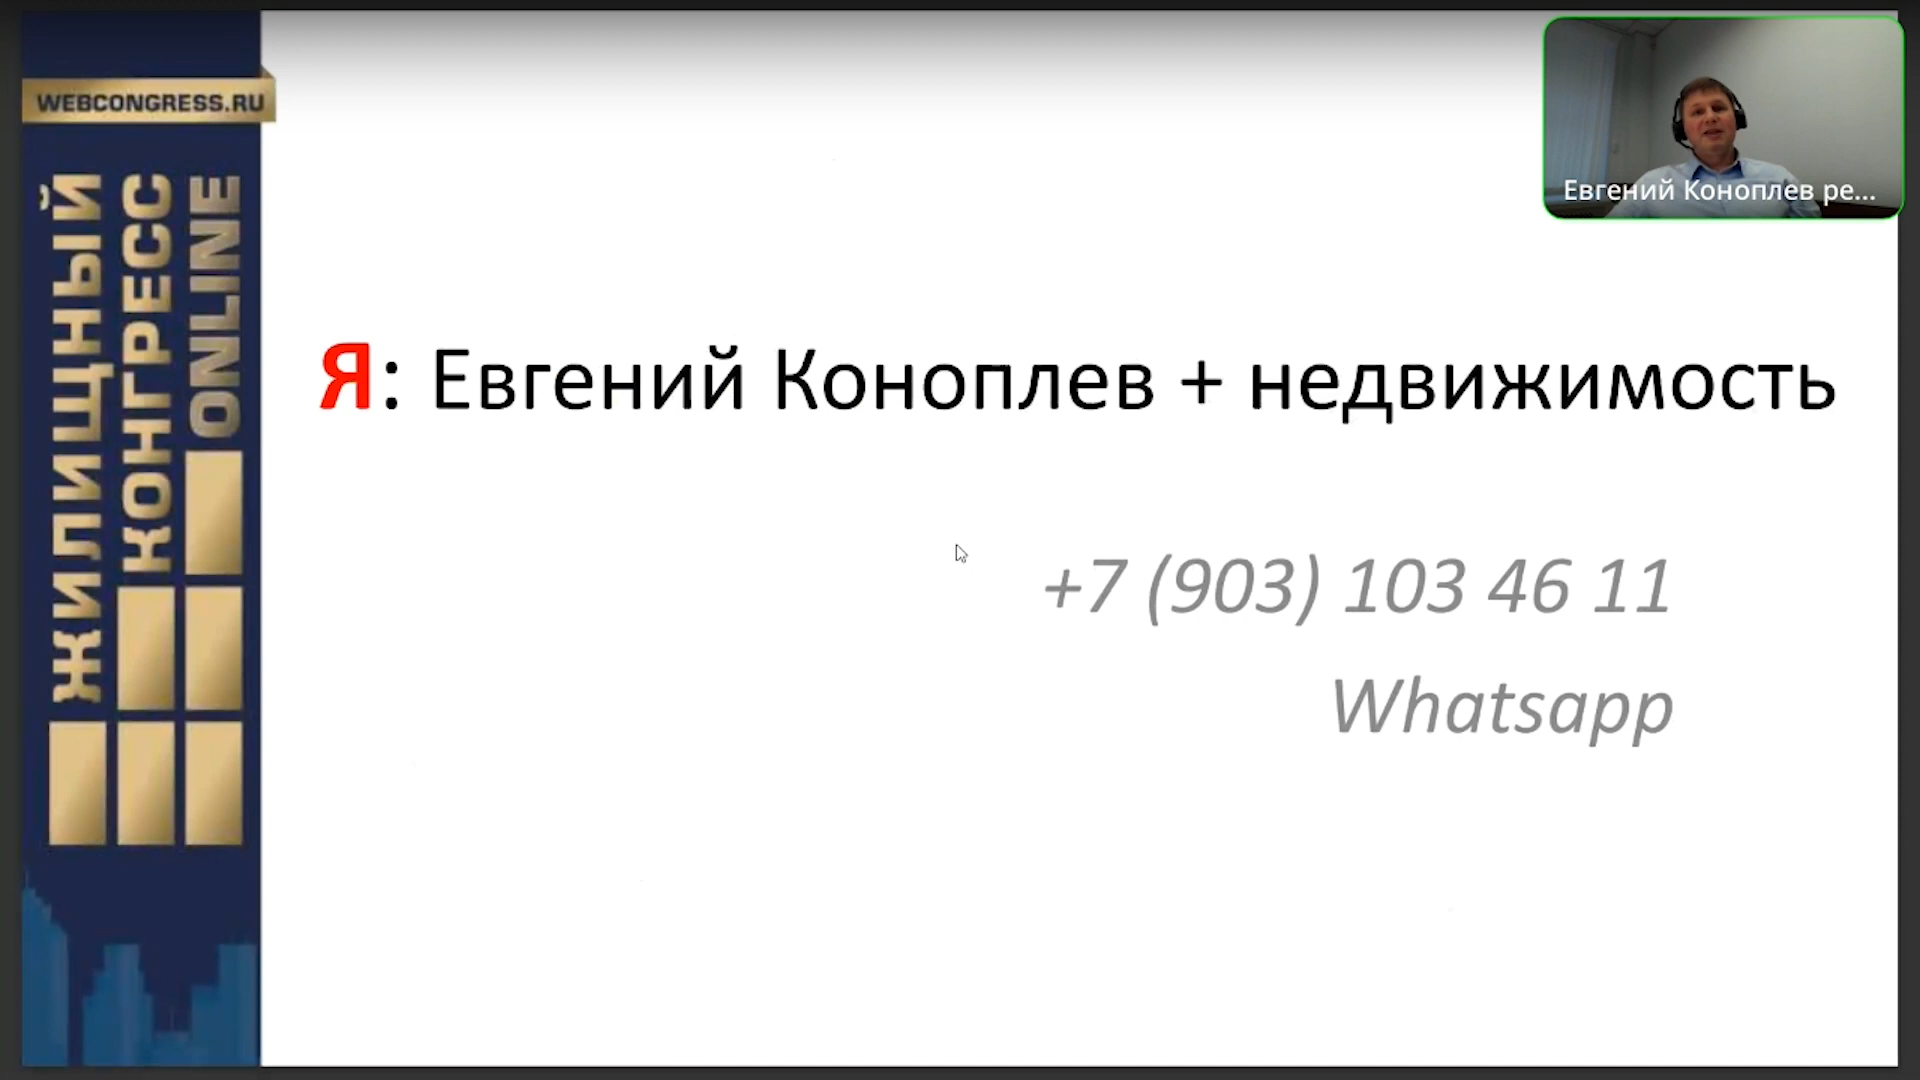 WEBCONGRESS.RU
ЖИЛИЩНЫЙ
КОНГРЕСС
ONLINE
Евгений Коноплев ре...
Я: Евгений Коноплев + недвижимость
+7 (903) 103 46 11
Whatsapp